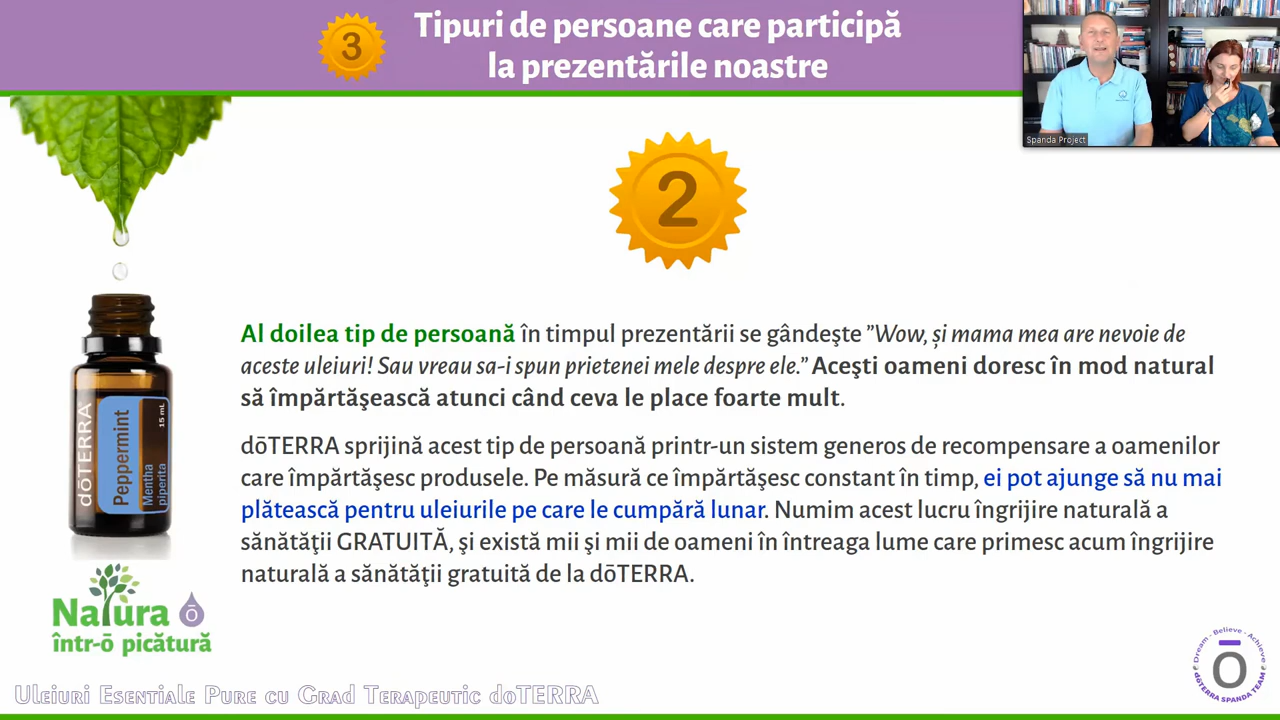 3
Tipuri de persoane care participă
la prezentările noastre
Spanda Project
2
Al doilea tip de persoană în timpul prezentării se gândeşte ”Wow, și mama mea are nevoie de
aceste uleiuri! Sau vreau sa-i spun prietenei mele despre ele.” Aceşti oameni doresc în mod natural
să împărtăşească atunci când ceva le place foarte mult.
dōTERRA sprijină acest tip de persoană printr-un sistem generos de recompensare a oamenilor
care împărtăşesc produsele. Pe măsură ce împărtăşesc constant în timp, ei pot ajunge să nu mai
plătească pentru uleiurile pe care le cumpără lunar. Numim acest lucru îngrijire naturală a
sănătăţii GRATUITĂ, şi există mii şi mii de oameni în întreaga lume care primesc acum îngrijire
naturală a sănătăţii gratuită de la dōTERRA.
dōTERRA
Peppermint
Mentha
piperita
15 mL
Natura ō
într-ō picătură
Uleiuri Esentiale Pure cu Grad Terapeutic doTERRA
Dream - Believe - Achieve
ō
dōTERRA SPANDA TEAM